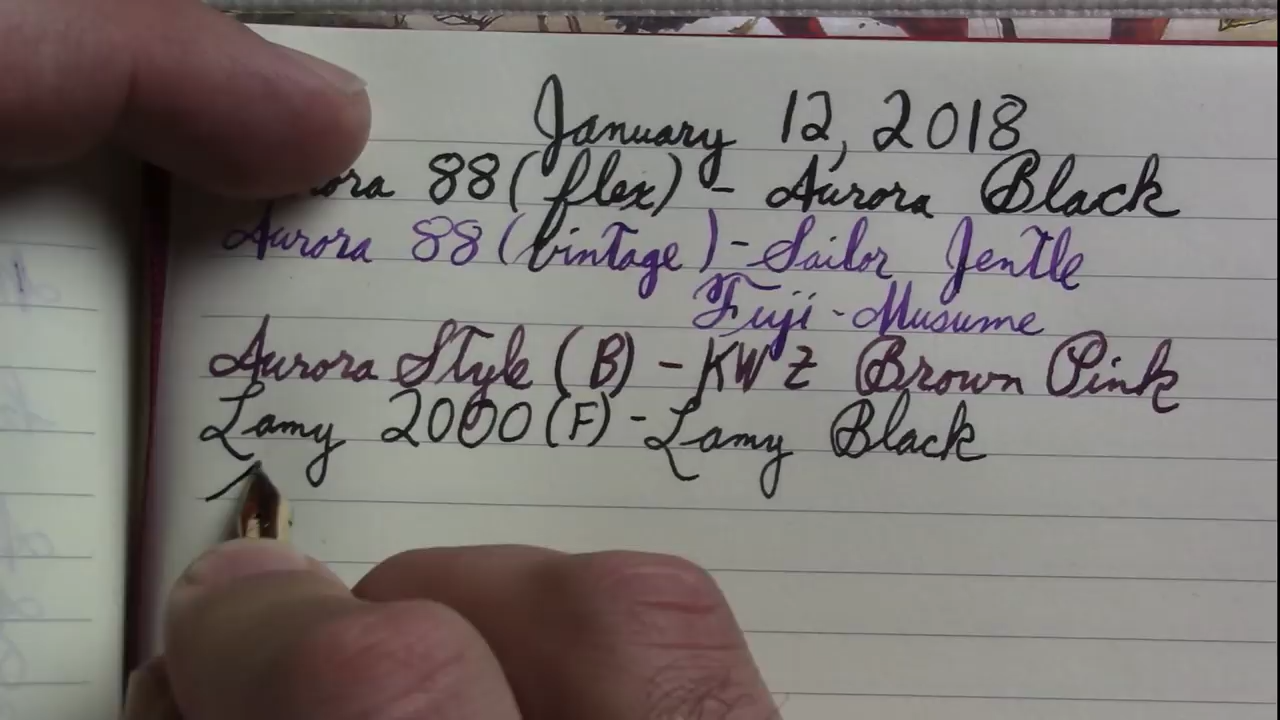 January 12, 2018
ora 88 (flex) - Aurora Black
Aurora 88 (vintage) - Sailor Jentle
Fuji-Musume
Aurora Style (B) - KWZ Brown Pink
Lamy 2000 (F) - Lamy Black